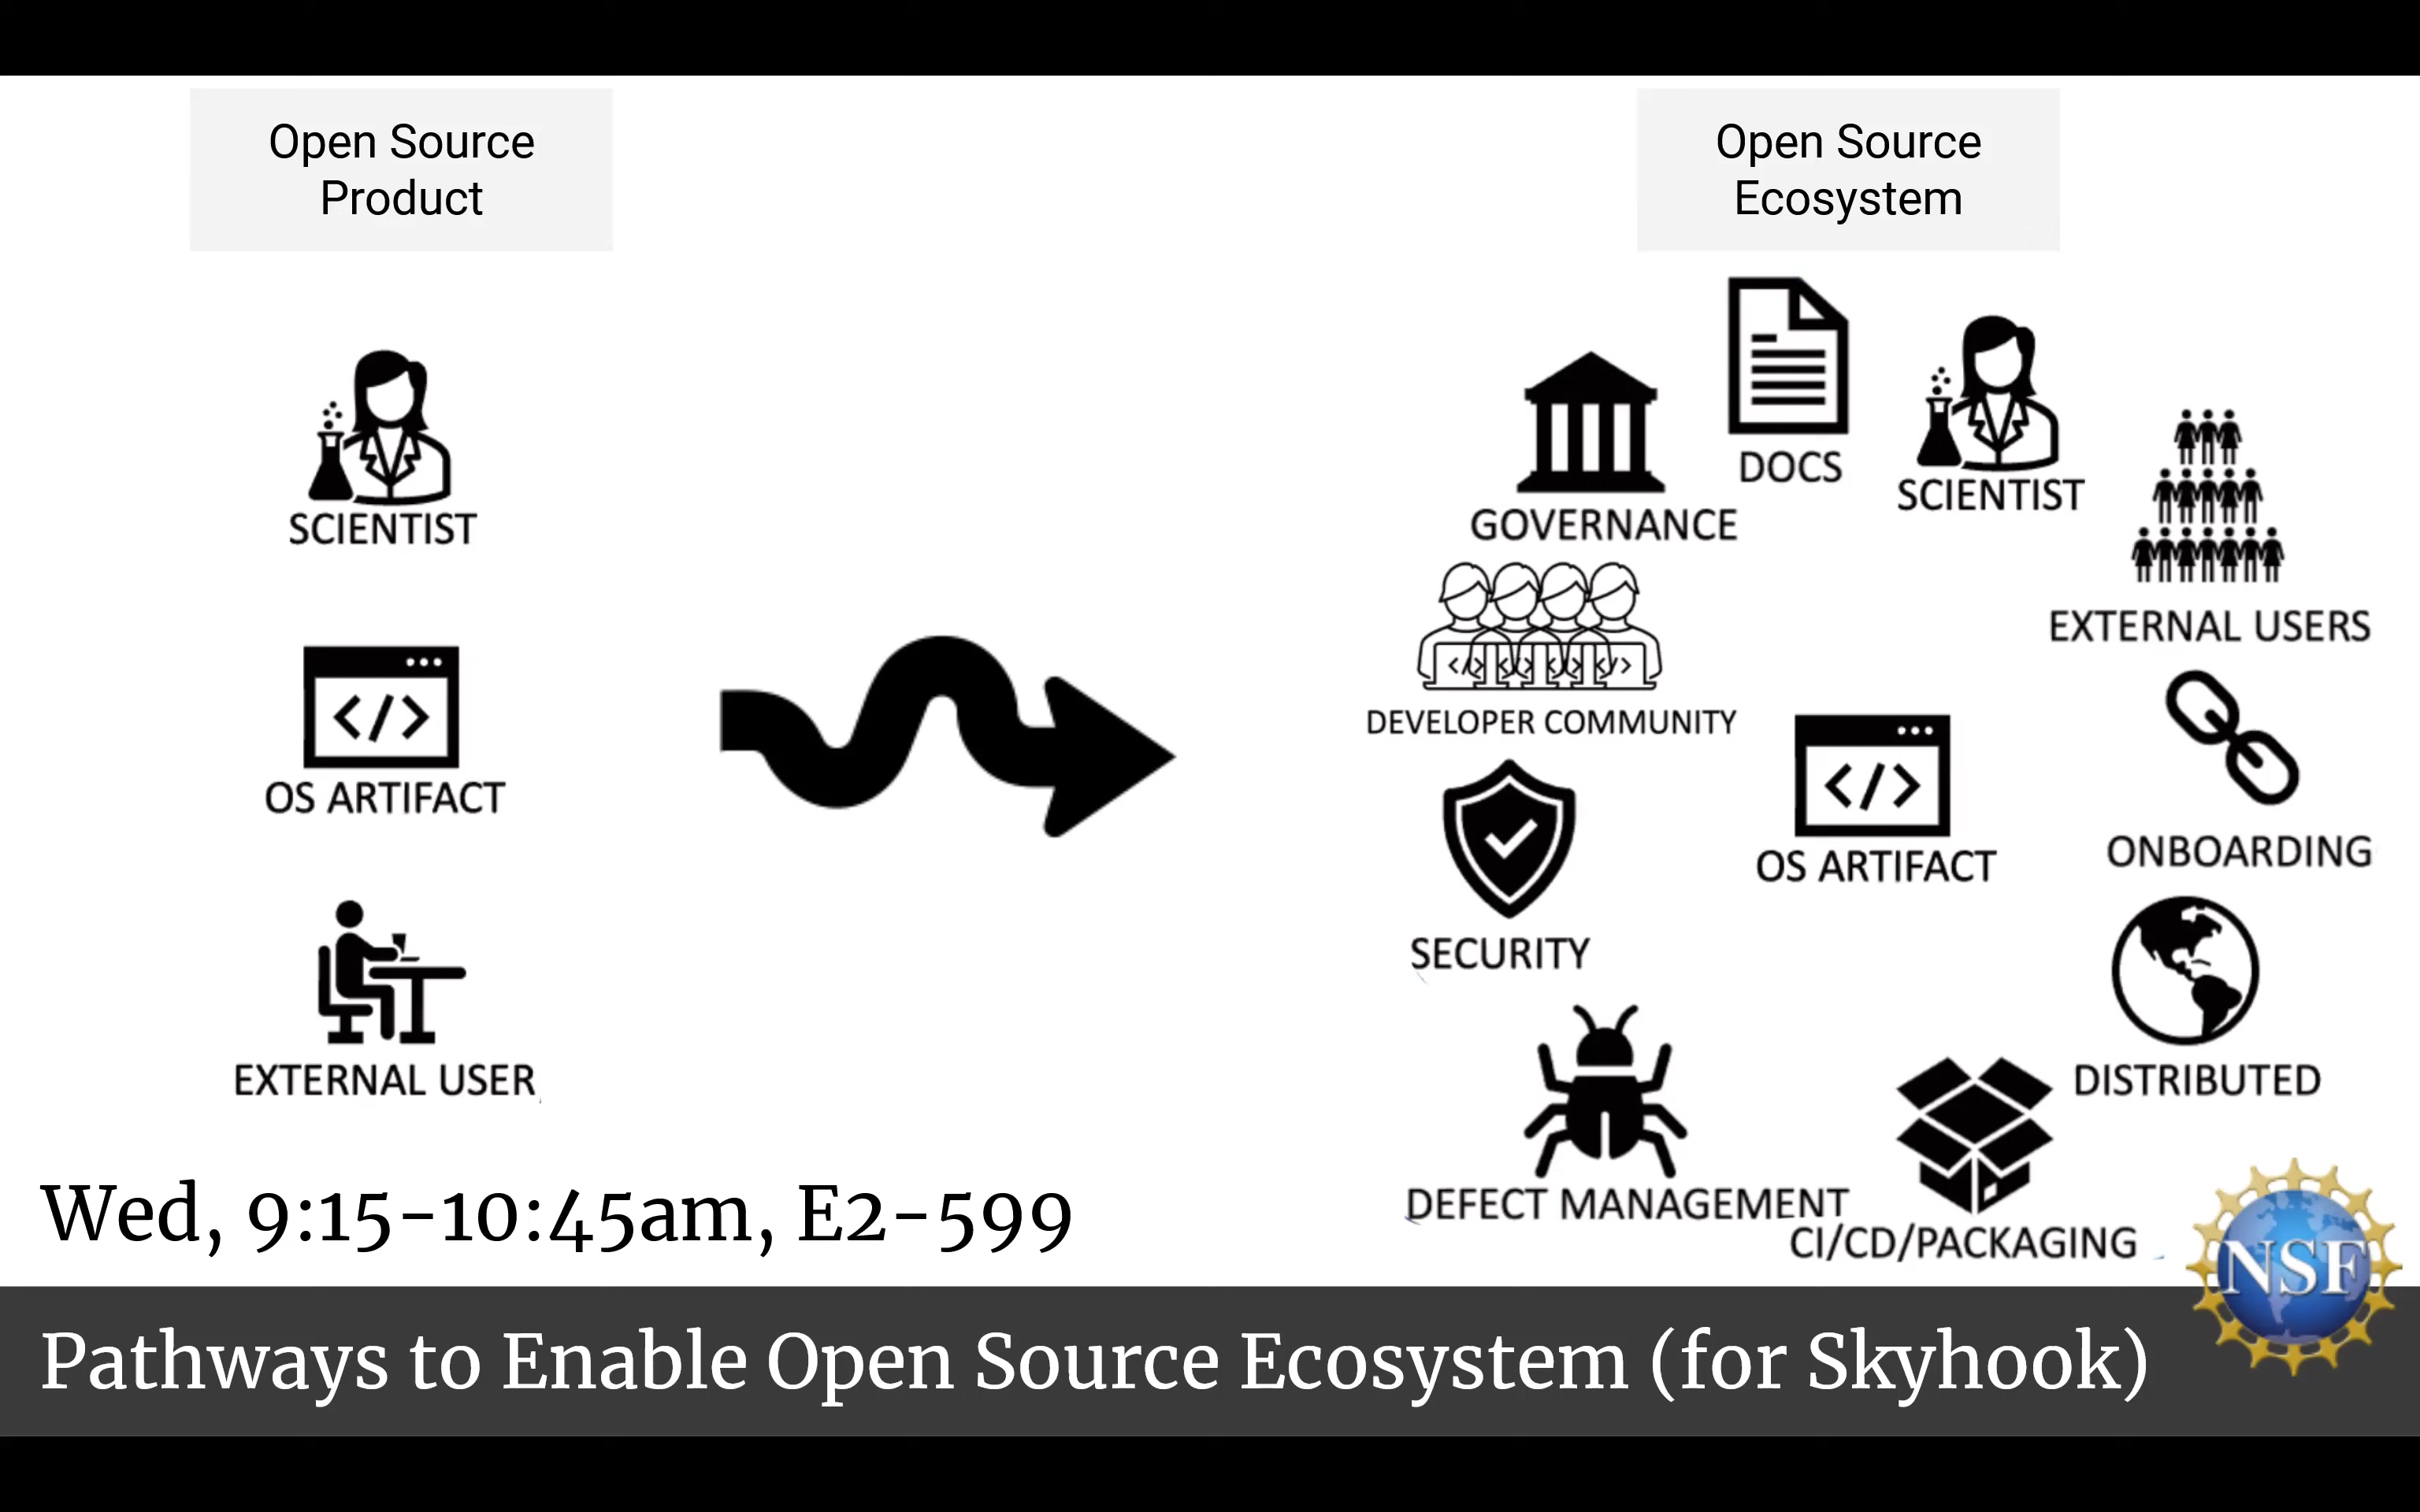 Open Source
Product
Open Source
Ecosystem
SCIENTIST
OS ARTIFACT
EXTERNAL USER
GOVERNANCE
DOCS
SCIENTIST
EXTERNAL USERS
DEVELOPER COMMUNITY
OS ARTIFACT
ONBOARDING
SECURITY
DISTRIBUTED
DEFECT MANAGEMENT
CI/CD/PACKAGING
Wed, 9:15-10:45am, E2-599
NSF
Pathways to Enable Open Source Ecosystem (for Skyhook)